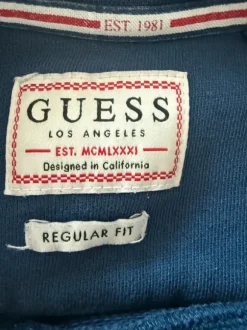 EST. 1981
GUESS
LOS ANGELES
EST. MCMLXXXI
Designed in California
REGULAR FIT